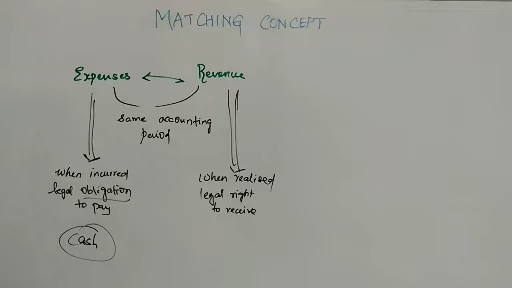 MATCHING CONCEPT
Expenses Revenue
same accounting
period
when incurred
legal obligation
to pay
when realised
legal right
to receive
Cash